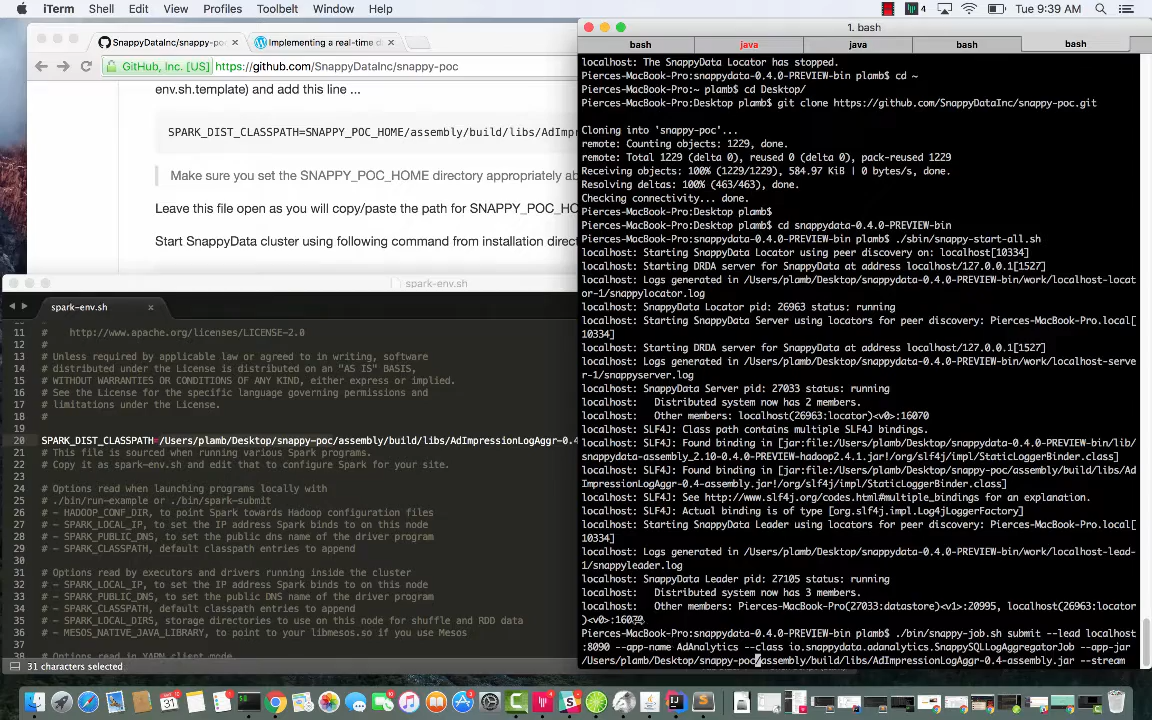 iTerm Shell Edit View Profiles Toolbelt Window Help
4
Tue 9:39 AM
SnappyDataInc/snappy-po
Implementing a real-time d
GitHub, Inc. [US] https://github.com/SnappyDataInc/snappy-poc
env.sh.template) and add this line ...
SPARK_DIST_CLASSPATH=SNAPPY_POC_HOME/assembly/build/libs/AdIm
Make sure you set the SNAPPY_POC_HOME directory appropriately ab
Leave this file open as you will copy/paste the path for SNAPPY_POC_HO
Start SnappyData cluster using following command from installation direc
spark-env.sh
spark-env.sh
11 # http://www.apache.org/licenses/LICENSE-2.0
12 #
13 # Unless required by applicable law or agreed to in writing, software
14 # distributed under the License is distributed on an "AS IS" BASIS,
15 # WITHOUT WARRANTIES OR CONDITIONS OF ANY KIND, either express or implied.
16 # See the License for the specific language governing permissions and
17 # limitations under the License.
18 #
19
20 SPARK_DIST_CLASSPATH=/Users/plamb/Desktop/snappy-poc/assembly/build/libs/AdImpressionLogAggr-0.4
21 # This file is sourced when running various Spark programs.
22 # Copy it as spark-env.sh and edit that to configure Spark for your site.
23
24 # Options read when launching programs locally with
25 # ./bin/run-example or ./bin/spark-submit
26 # - HADOOP_CONF_DIR, to point Spark towards Hadoop configuration files
27 # - SPARK_LOCAL_IP, to set the IP address Spark binds to on this node
28 # - SPARK_PUBLIC_DNS, to set the public dns name of the driver program
29 # - SPARK_CLASSPATH, default classpath entries to append
30
31 # Options read by executors and drivers running inside the cluster
32 # - SPARK_LOCAL_IP, to set the IP address Spark binds to on this node
33 # - SPARK_PUBLIC_DNS, to set the public DNS name of the driver program
34 # - SPARK_CLASSPATH, default classpath entries to append
35 # - SPARK_LOCAL_DIRS, storage directories to use on this node for shuffle and RDD data
36 # - MESOS_NATIVE_JAVA_LIBRARY, to point to your libmesos.so if you use Mesos
37
38 # Options read in YARN client mode
31 characters selected
1. bash
bash java java bash bash
localhost: The SnappyData Locator has stopped.
Pierces-MacBook-Pro:snappydata-0.4.0-PREVIEW-bin plamb$ cd ~
Pierces-MacBook-Pro:~ plamb$ cd Desktop/
Pierces-MacBook-Pro:Desktop plamb$ git clone https://github.com/SnappyDataInc/snappy-poc.git
Cloning into 'snappy-poc'...
remote: Counting objects: 1229, done.
remote: Total 1229 (delta 0), reused 0 (delta 0), pack-reused 1229
Receiving objects: 100% (1229/1229), 584.97 KiB | 0 bytes/s, done.
Resolving deltas: 100% (463/463), done.
Checking connectivity... done.
Pierces-MacBook-Pro:Desktop plamb$
Pierces-MacBook-Pro:Desktop plamb$ cd snappydata-0.4.0-PREVIEW-bin
Pierces-MacBook-Pro:snappydata-0.4.0-PREVIEW-bin plamb$ ./sbin/snappy-start-all.sh
localhost: Starting SnappyData Locator using peer discovery on: localhost[10334]
localhost: Starting DRDA server for SnappyData at address localhost/127.0.0.1[1527]
localhost: Logs generated in /Users/plamb/Desktop/snappydata-0.4.0-PREVIEW-bin/work/localhost-locat
or-1/snappylocator.log
localhost: SnappyData Locator pid: 26963 status: running
localhost: Starting SnappyData Server using locators for peer discovery: Pierces-MacBook-Pro.local[
10334]
localhost: Starting DRDA server for SnappyData at address localhost/127.0.0.1[1527]
localhost: Logs generated in /Users/plamb/Desktop/snappydata-0.4.0-PREVIEW-bin/work/localhost-serve
r-1/snappyserver.log
localhost: SnappyData Server pid: 27033 status: running
localhost: Distributed system now has 2 members.
localhost: Other members: localhost(26963:locator)<v0>:16070
localhost: SLF4J: Class path contains multiple SLF4J bindings.
localhost: SLF4J: Found binding in [jar:file:/Users/plamb/Desktop/snappydata-0.4.0-PREVIEW-bin/lib/
snappydata-assembly_2.10-0.4.0-PREVIEW-hadoop2.4.1.jar!/org/slf4j/impl/StaticLoggerBinder.class]
localhost: SLF4J: Found binding in [jar:file:/Users/plamb/Desktop/snappy-poc/assembly/build/libs/Ad
ImpressionLogAggr-0.4-assembly.jar!/org/slf4j/impl/StaticLoggerBinder.class]
localhost: SLF4J: See http://www.slf4j.org/codes.html#multiple_bindings for an explanation.
localhost: SLF4J: Actual binding is of type [org.slf4j.impl.Log4jLoggerFactory]
localhost: Starting SnappyData Leader using locators for peer discovery: Pierces-MacBook-Pro.local[
10334]
localhost: Logs generated in /Users/plamb/Desktop/snappydata-0.4.0-PREVIEW-bin/work/localhost-lead-
1/snappyleader.log
localhost: SnappyData Leader pid: 27105 status: running
localhost: Distributed system now has 3 members.
localhost: Other members: Pierces-MacBook-Pro(27033:datastore)<v1>:20995, localhost(26963:locator
)<v0>:16070
Pierces-MacBook-Pro:snappydata-0.4.0-PREVIEW-bin plamb$ ./bin/snappy-job.sh submit --lead localhost
:8090 --app-name AdAnalytics --class io.snappydata.adanalytics.SnappySQLLogAggregatorJob --app-jar
/Users/plamb/Desktop/snappy-poc/assembly/build/libs/AdImpressionLogAggr-0.4-assembly.jar --stream